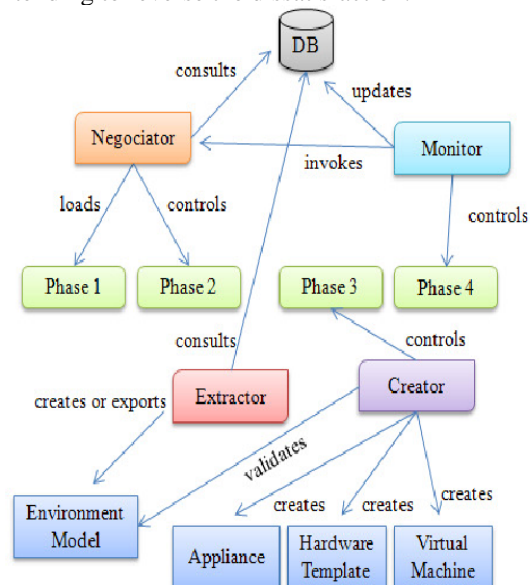 DB
consults
updates
Negociator
Monitor
invokes
loads
controls
controls
Phase 1
Phase 2
Phase 3
Phase 4
consults
controls
Extractor
Creator
creates or exports
validates
Environment
Model
creates
creates
creates
Appliance
Hardware
Template
Virtual
Machine